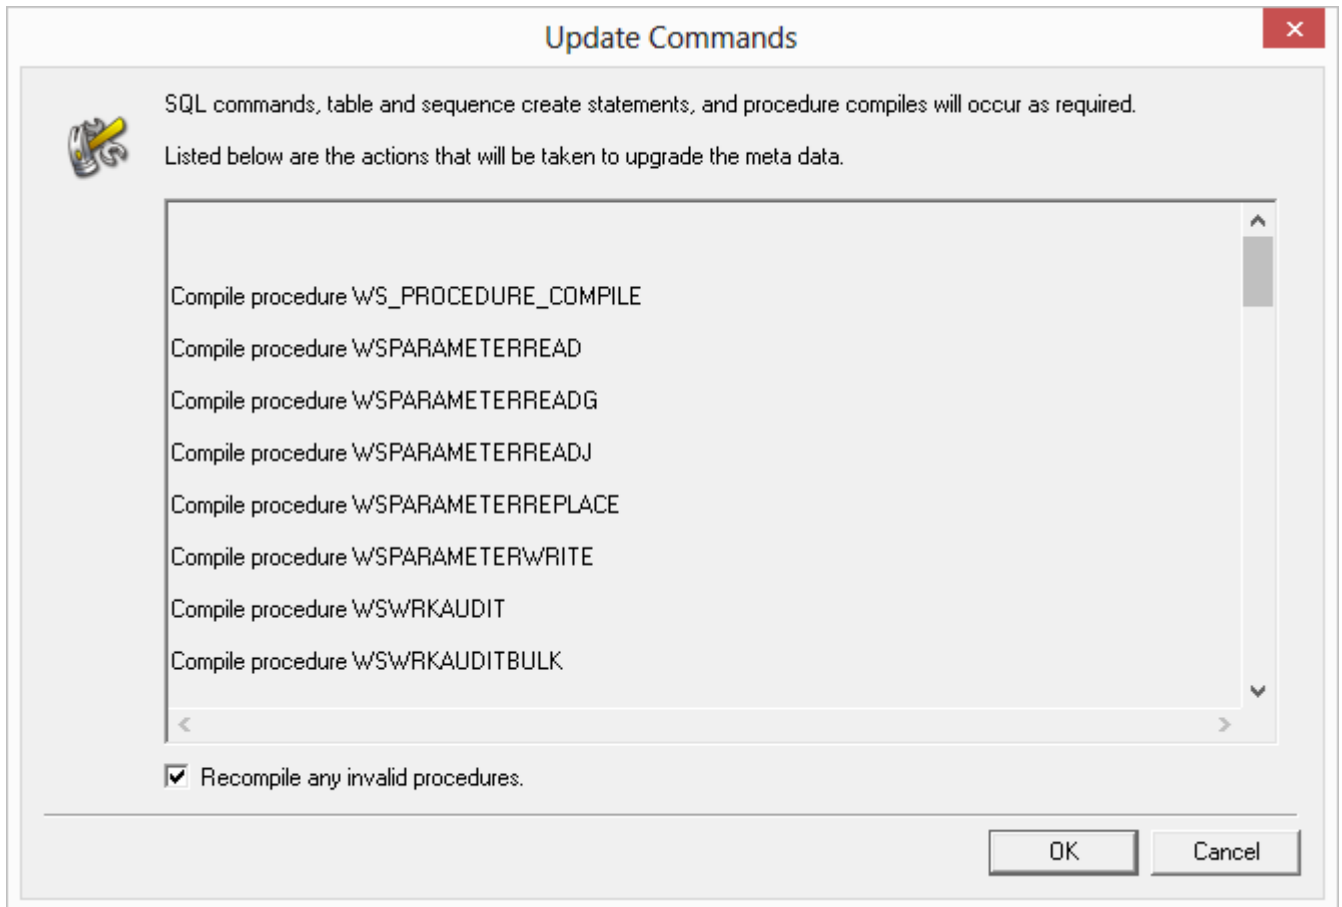 Update Commands
SQL commands, table and sequence create statements, and procedure compiles will occur as required.
Listed below are the actions that will be taken to upgrade the meta data.
Compile procedure WS_PROCEDURE_COMPILE
Compile procedure WSPARAMETERREAD
Compile procedure WSPARAMETERREADG
Compile procedure WSPARAMETERREADJ
Compile procedure WSPARAMETERREPLACE
Compile procedure WSPARAMETERWRITE
Compile procedure WSWRKAUDIT
Compile procedure WSWRKAUDITBULK
Recompile any invalid procedures.
OK
Cancel